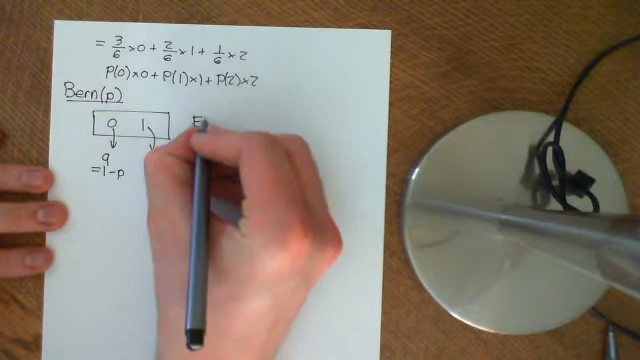 = 3/6 ×0 + 2/6 ×1 + 1/6 ×2
P(0)×0 + P(1)×1 + P(2)×2
Bern(p)
0 1 E
q
=1-p